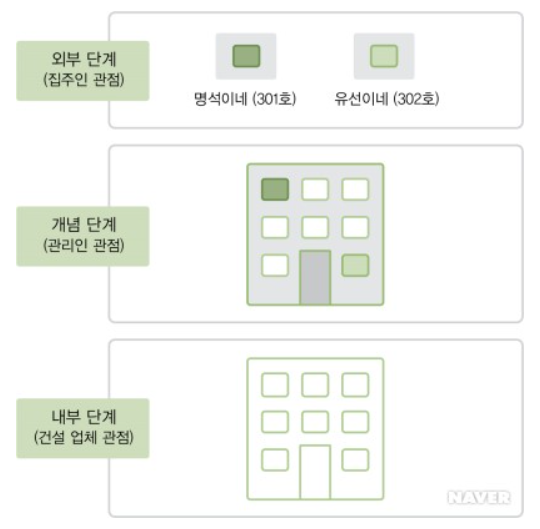 외부 단계
(집주인 관점)
명석이네 (301호)
유선이네 (302호)
개념 단계
(관리인 관점)
내부 단계
(건설 업체 관점)
NAVER